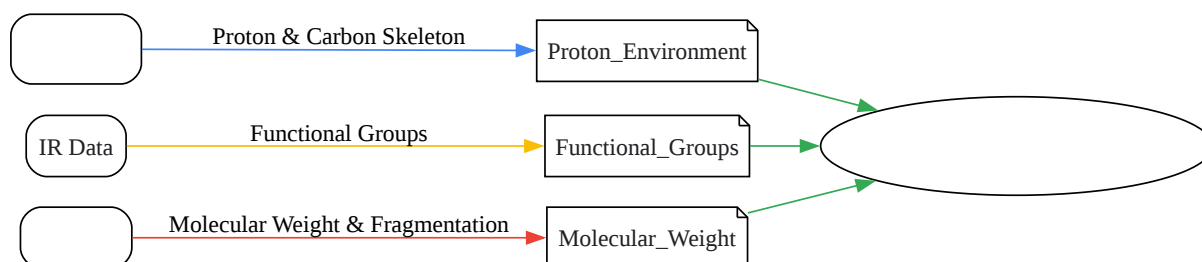 Proton & Carbon Skeleton
Proton_Environment
IR Data
Functional Groups
Functional_Groups
Molecular Weight & Fragmentation
Molecular_Weight